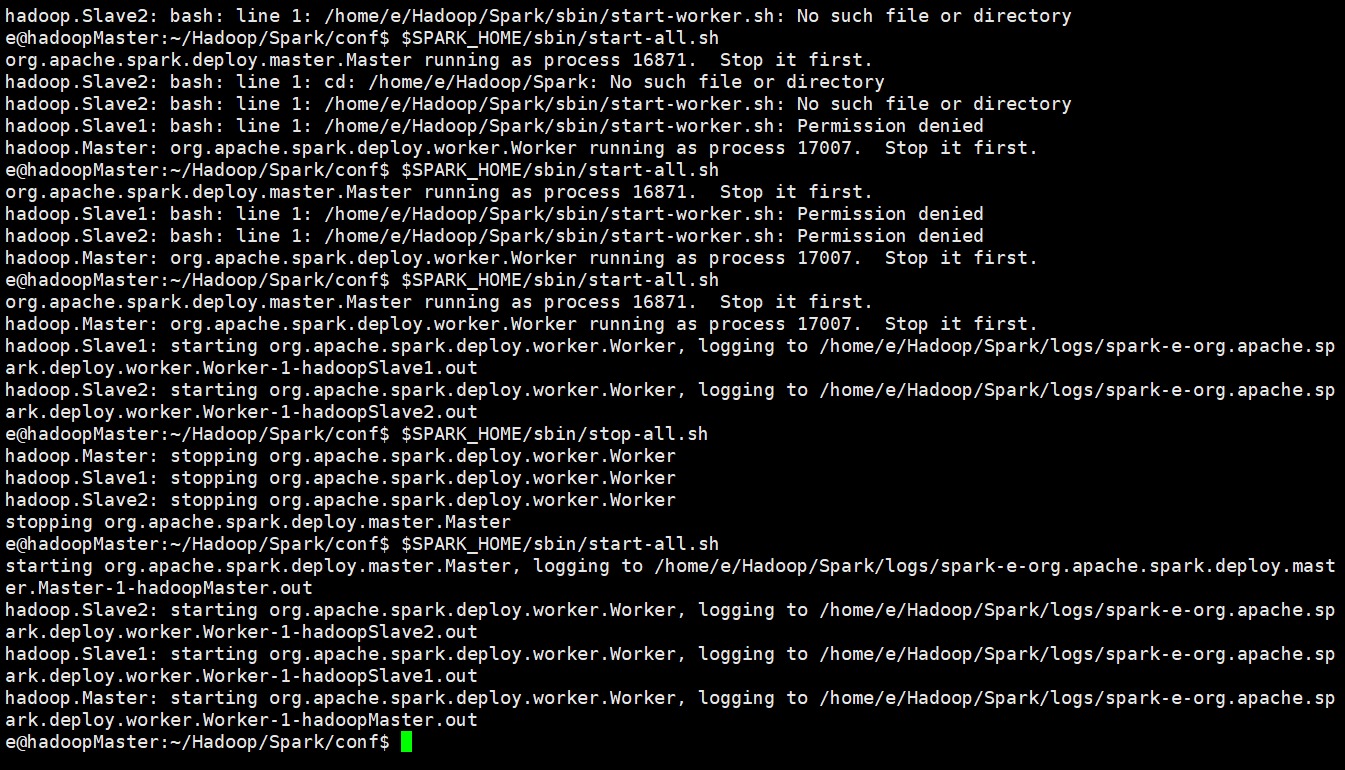 hadoop.Slave2: bash: line 1: /home/e/Hadoop/Spark/sbin/start-worker.sh: No such file or directory
e@hadoopMaster:~/Hadoop/Spark/conf$ $SPARK_HOME/sbin/start-all.sh
org.apache.spark.deploy.master.Master running as process 16871.  Stop it first.
hadoop.Slave2: bash: line 1: cd: /home/e/Hadoop/Spark: No such file or directory
hadoop.Slave2: bash: line 1: /home/e/Hadoop/Spark/sbin/start-worker.sh: No such file or directory
hadoop.Slave1: bash: line 1: /home/e/Hadoop/Spark/sbin/start-worker.sh: Permission denied
hadoop.Master: org.apache.spark.deploy.worker.Worker running as process 17007.  Stop it first.
e@hadoopMaster:~/Hadoop/Spark/conf$ $SPARK_HOME/sbin/start-all.sh
org.apache.spark.deploy.master.Master running as process 16871.  Stop it first.
hadoop.Slave1: bash: line 1: /home/e/Hadoop/Spark/sbin/start-worker.sh: Permission denied
hadoop.Slave2: bash: line 1: /home/e/Hadoop/Spark/sbin/start-worker.sh: Permission denied
hadoop.Master: org.apache.spark.deploy.worker.Worker running as process 17007.  Stop it first.
e@hadoopMaster:~/Hadoop/Spark/conf$ $SPARK_HOME/sbin/start-all.sh
org.apache.spark.deploy.master.Master running as process 16871.  Stop it first.
hadoop.Master: org.apache.spark.deploy.worker.Worker running as process 17007.  Stop it first.
hadoop.Slave1: starting org.apache.spark.deploy.worker.Worker, logging to /home/e/Hadoop/Spark/logs/spark-e-org.apache.sp
ark.deploy.worker.Worker-1-hadoopSlave1.out
hadoop.Slave2: starting org.apache.spark.deploy.worker.Worker, logging to /home/e/Hadoop/Spark/logs/spark-e-org.apache.sp
ark.deploy.worker.Worker-1-hadoopSlave2.out
e@hadoopMaster:~/Hadoop/Spark/conf$ $SPARK_HOME/sbin/stop-all.sh
hadoop.Master: stopping org.apache.spark.deploy.worker.Worker
hadoop.Slave1: stopping org.apache.spark.deploy.worker.Worker
hadoop.Slave2: stopping org.apache.spark.deploy.worker.Worker
stopping org.apache.spark.deploy.master.Master
e@hadoopMaster:~/Hadoop/Spark/conf$ $SPARK_HOME/sbin/start-all.sh
starting org.apache.spark.deploy.master.Master, logging to /home/e/Hadoop/Spark/logs/spark-e-org.apache.spark.deploy.mast
er.Master-1-hadoopMaster.out
hadoop.Slave2: starting org.apache.spark.deploy.worker.Worker, logging to /home/e/Hadoop/Spark/logs/spark-e-org.apache.sp
ark.deploy.worker.Worker-1-hadoopSlave2.out
hadoop.Slave1: starting org.apache.spark.deploy.worker.Worker, logging to /home/e/Hadoop/Spark/logs/spark-e-org.apache.sp
ark.deploy.worker.Worker-1-hadoopSlave1.out
hadoop.Master: starting org.apache.spark.deploy.worker.Worker, logging to /home/e/Hadoop/Spark/logs/spark-e-org.apache.sp
ark.deploy.worker.Worker-1-hadoopMaster.out
e@hadoopMaster:~/Hadoop/Spark/conf$